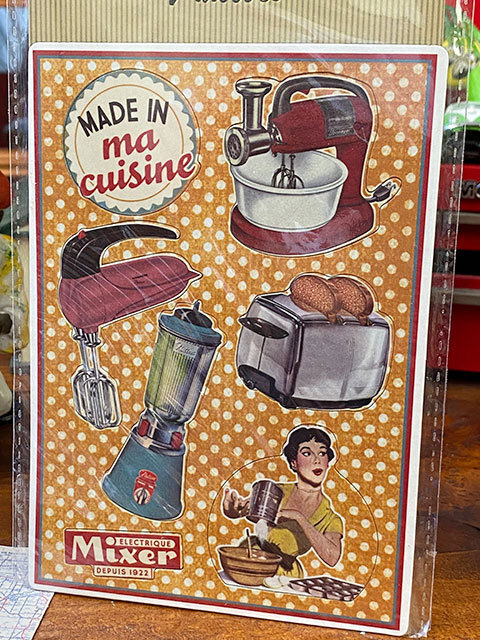 MADE IN
ma
cuisine
ELECTRIQUE
Mixer
DEPUIS 1922